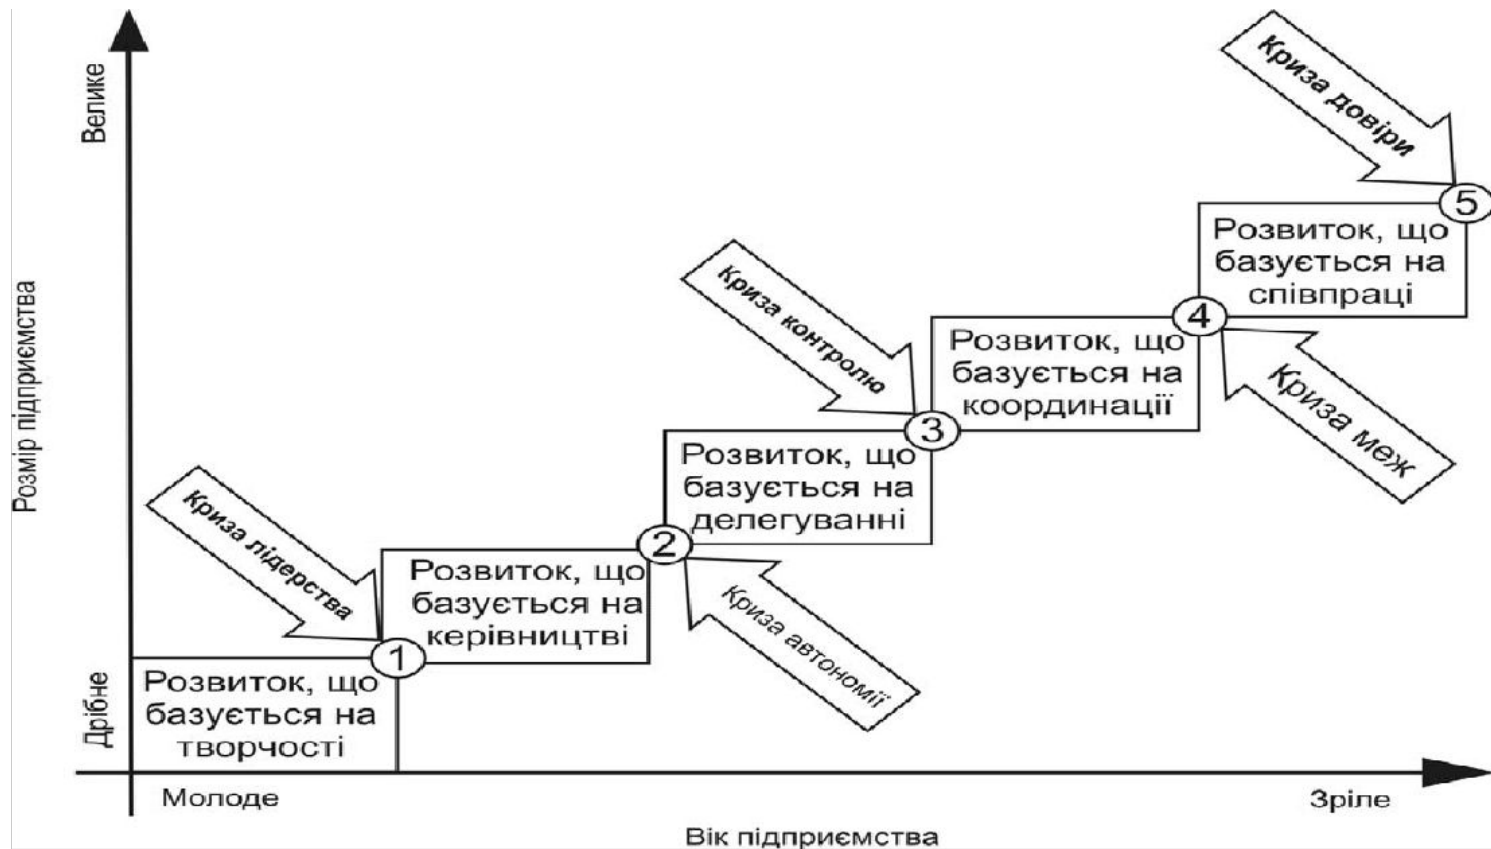 Велике
Розмір підприємства
Дрібне
Криза довіри
5
Розвиток, що
базується на
співпраці
Криза контролю
4
Розвиток, що
базується на
координації
Криза меж
3
Розвиток, що
базується на
делегуванні
Криза лідерства
2
Розвиток, що
базується на
керівництві
Криза автономії
1
Розвиток, що
базується на
творчості
Молоде
Зріле
Вік підприємства